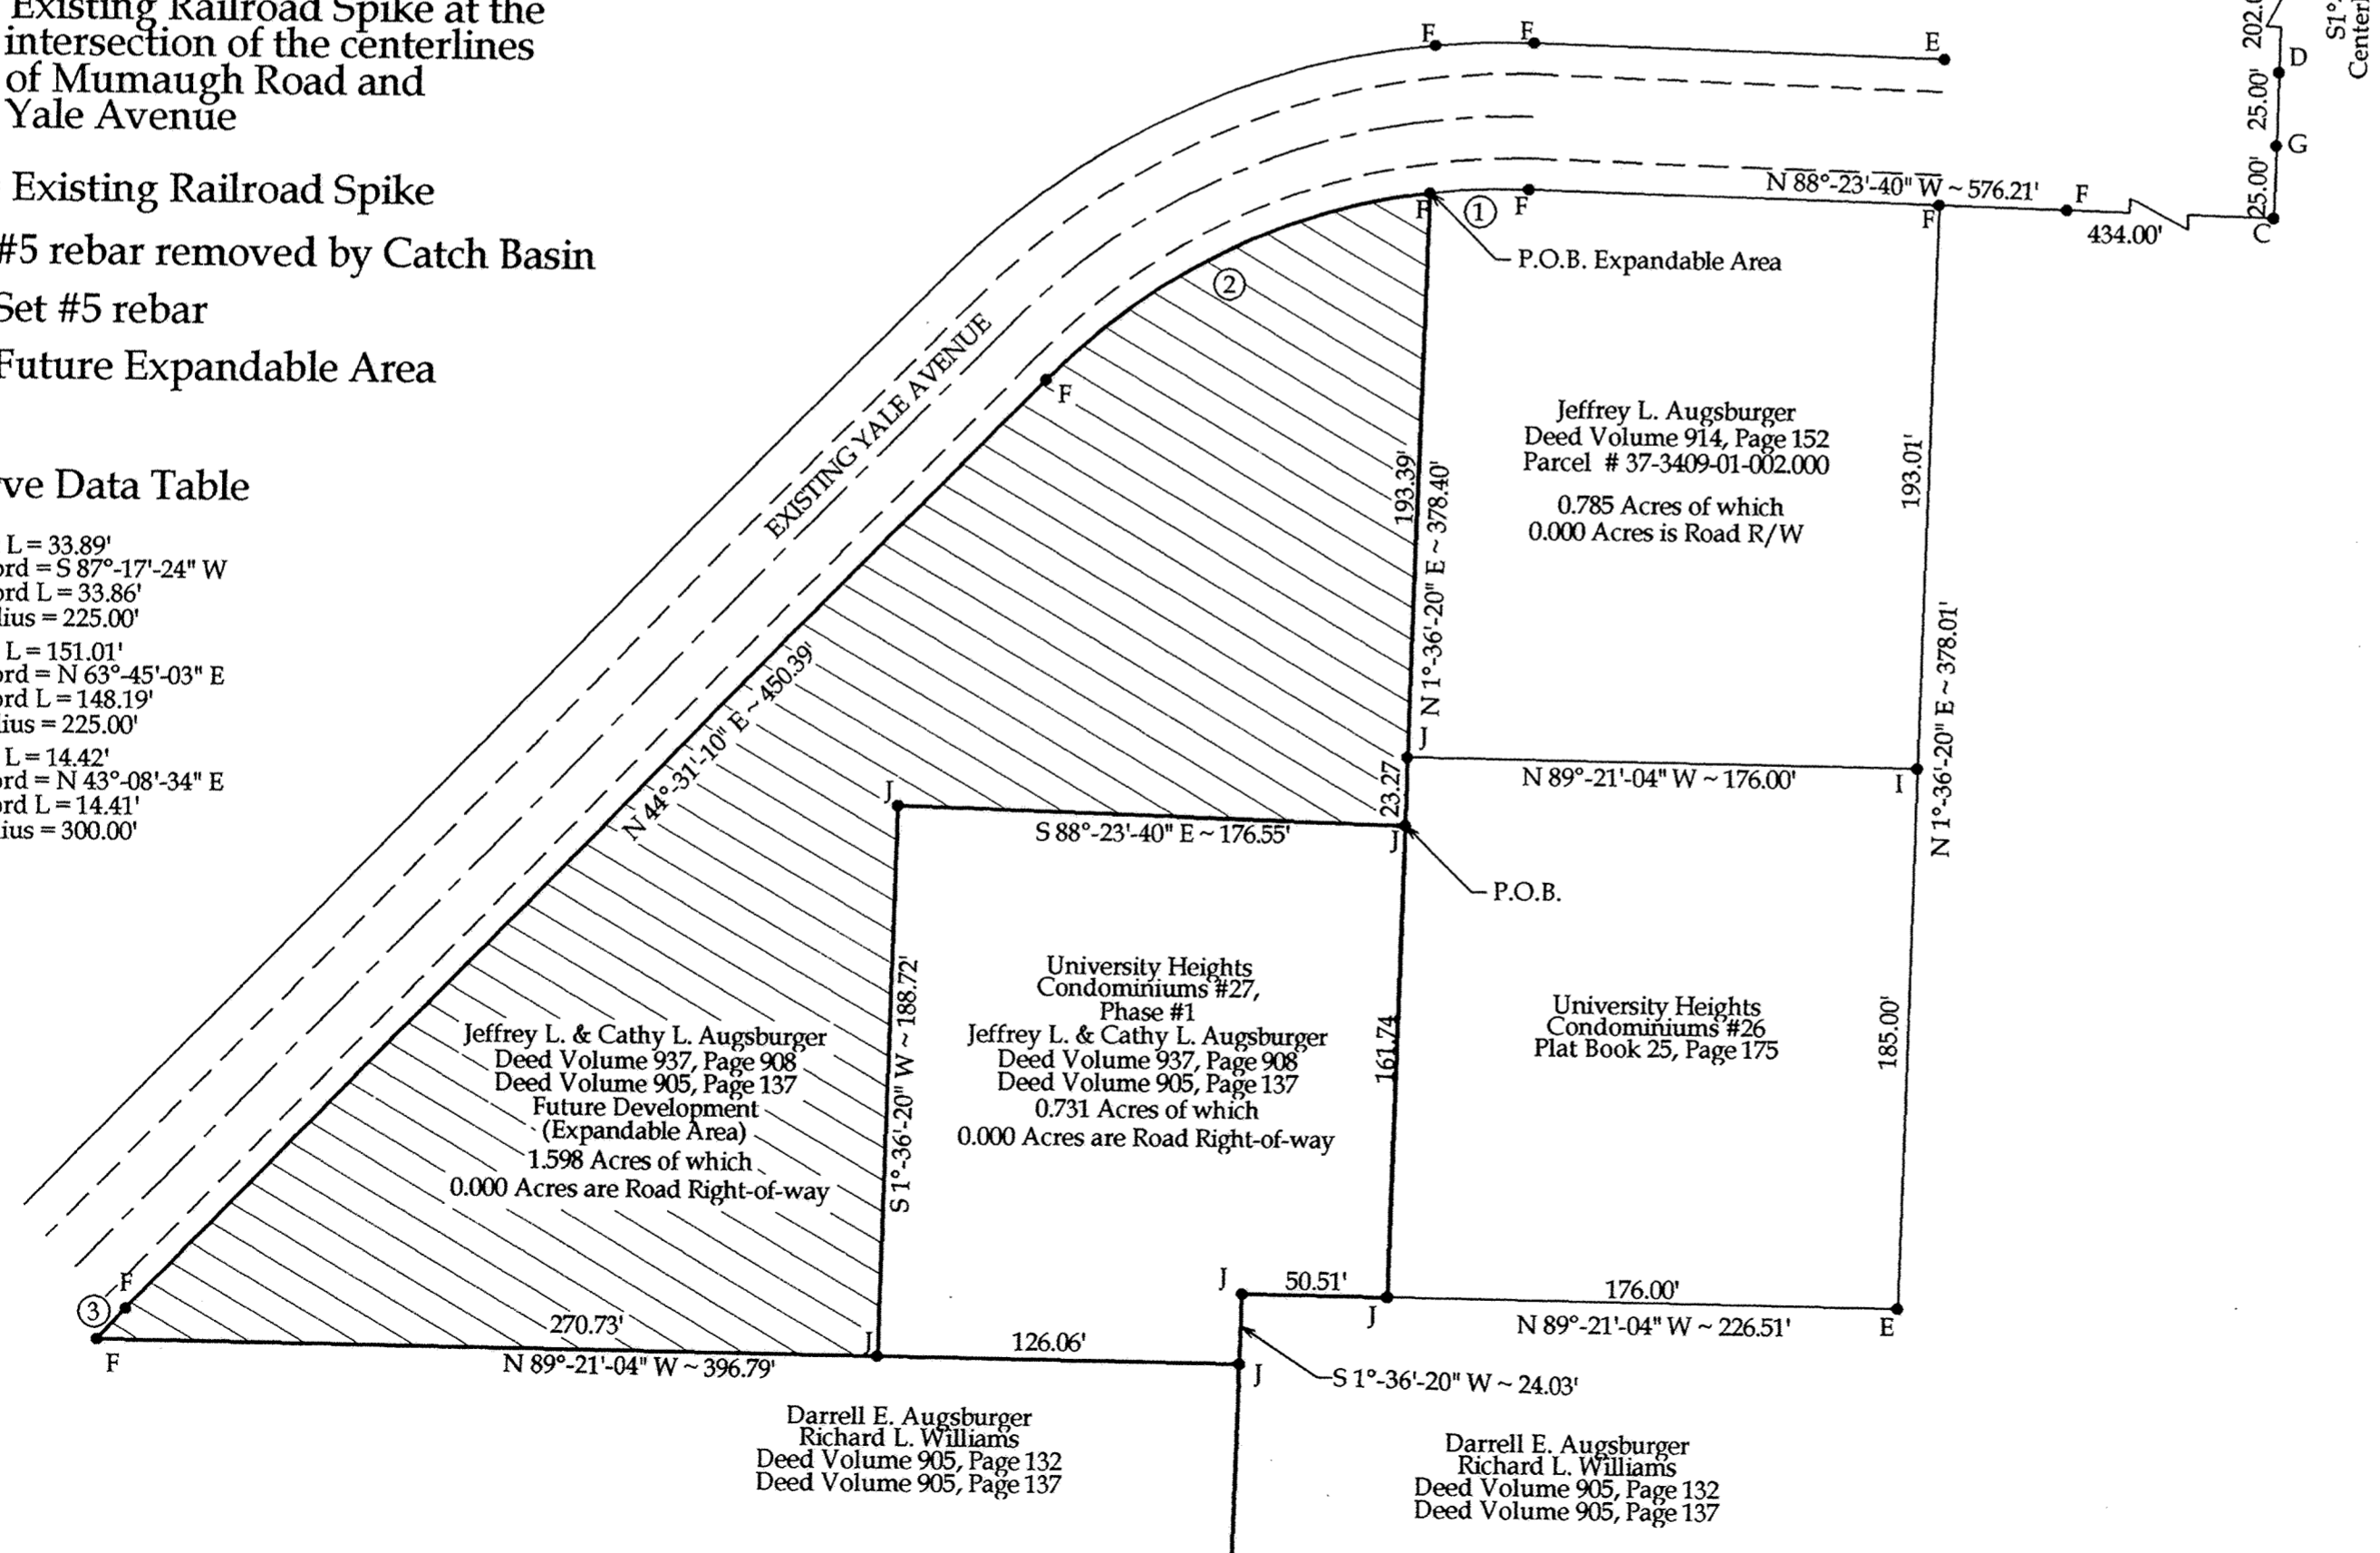 Existing Railroad Spike at the
intersection of the centerlines
of Mumaugh Road and
Yale Avenue
Existing Railroad Spike
#5 rebar removed by Catch Basin
Set #5 rebar
Future Expandable Area
ve Data Table
L = 33.89'
ord = S 87°-17'-24" W
ord L = 33.86'
ius = 225.00'
L = 151.01'
ord = N 63°-45'-03" E
ord L = 148.19'
ius = 225.00'
L = 14.42'
ord = N 43°-08'-34" E
ord L = 14.41'
ius = 300.00'
F
F
E
202.0
S1°
Centerl
D
25.00'
G
25.00'
C
N 88°-23'-40" W ~ 576.21'
F
434.00'
F
1
F
F
P.O.B. Expandable Area
2
EXISTING YALE AVENUE
F
Jeffrey L. Augsburger
Deed Volume 914, Page 152
Parcel # 37-3409-01-002.000
0.785 Acres of which
0.000 Acres is Road R/W
193.39'
N 1°-36'-20" E ~ 378.40'
193.01'
N 1°-36'-20" E ~ 378.01'
N 44°-31'-10" E ~ 450.39'
J
N 89°-21'-04" W ~ 176.00'
I
23.27
J
S 88°-23'-40" E ~ 176.55'
J
P.O.B.
S 1°-36'-20" W ~ 188.72'
University Heights
Condominiums #27,
Phase #1
Jeffrey L. & Cathy L. Augsburger
Deed Volume 937, Page 908
Deed Volume 905, Page 137
0.731 Acres of which
0.000 Acres are Road Right-of-way
161.74
University Heights
Condominiums #26
Plat Book 25, Page 175
185.00'
Jeffrey L. & Cathy L. Augsburger
Deed Volume 937, Page 908
Deed Volume 905, Page 137
Future Development
(Expandable Area)
1.598 Acres of which
0.000 Acres are Road Right-of-way
F
3
F
270.73'
N 89°-21'-04" W ~ 396.79'
J
126.06'
J
50.51'
J
176.00'
N 89°-21'-04" W ~ 226.51'
E
J
S 1°-36'-20" W ~ 24.03'
Darrell E. Augsburger
Richard L. Williams
Deed Volume 905, Page 132
Deed Volume 905, Page 137
Darrell E. Augsburger
Richard L. Williams
Deed Volume 905, Page 132
Deed Volume 905, Page 137